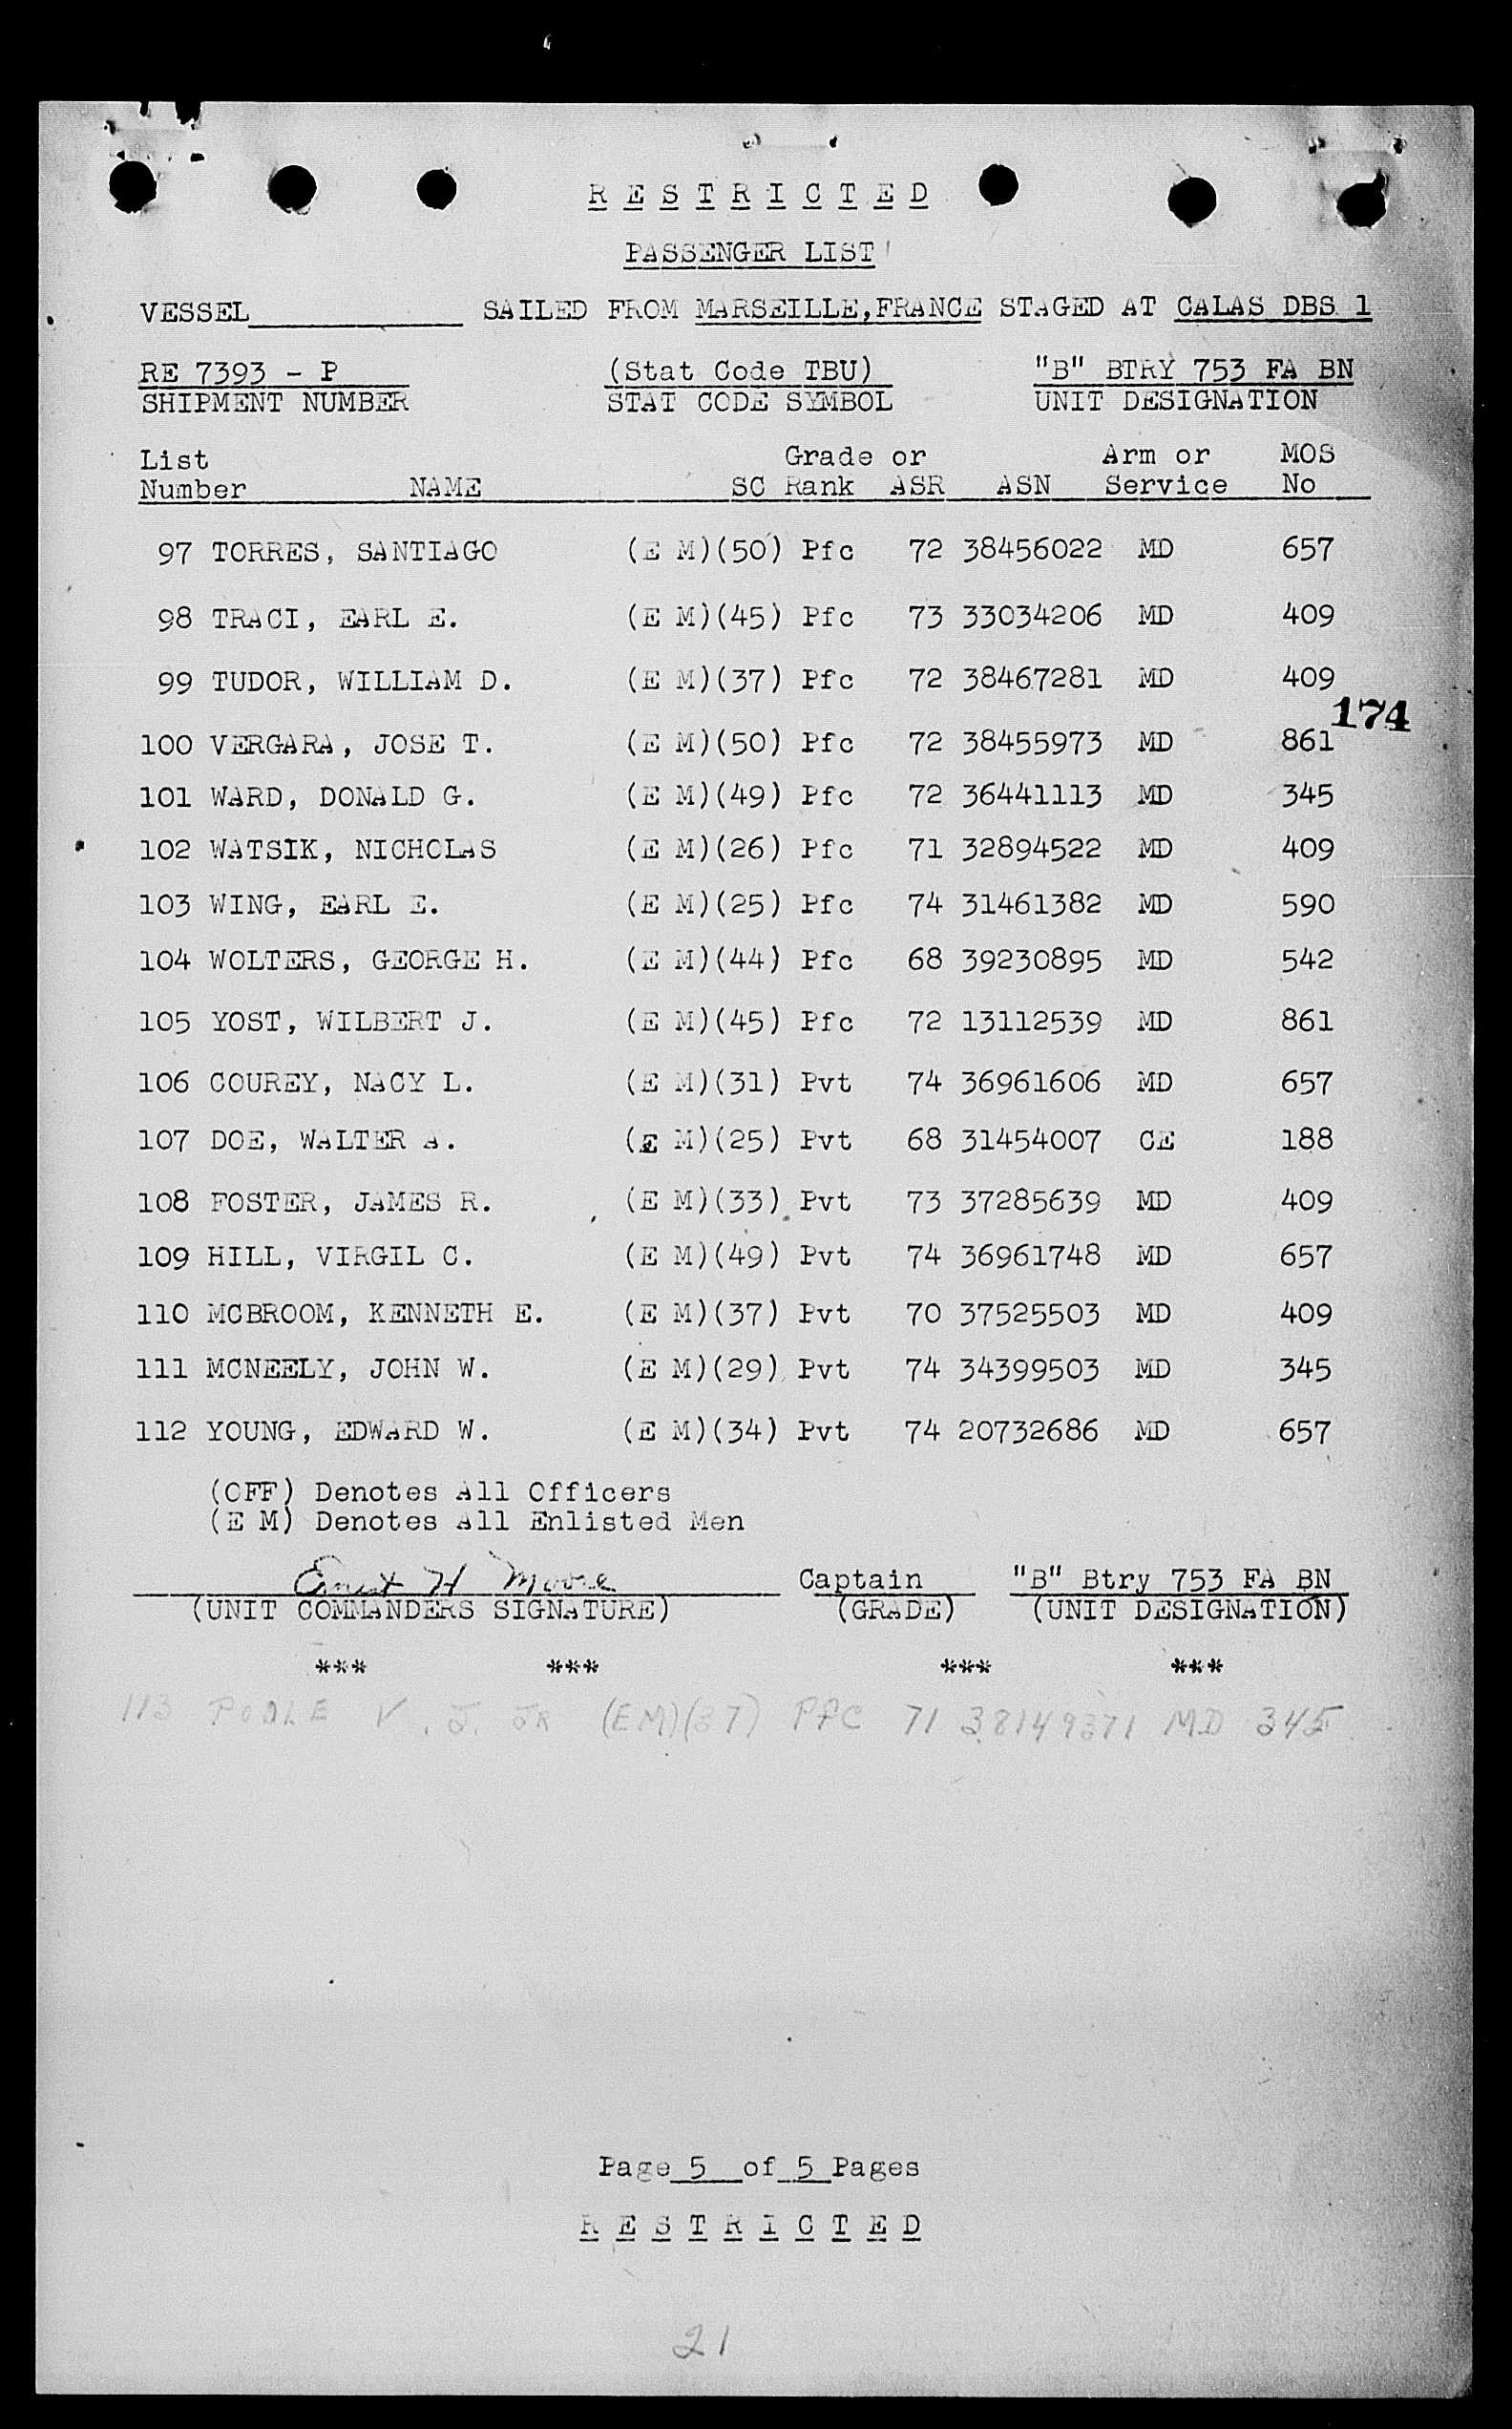 R E S T R I C T E D
PASSENGER LIST
VESSEL____________ SAILED FROM MARSEILLE,FRANCE STAGED AT CALAS DBS 1
RE 7393 - P (Stat Code TBU) "B" BTRY 753 FA BN
SHIPMENT NUMBER STAT CODE SYMBOL UNIT DESIGNATION
List Grade or Arm or MOS
Number NAME SC Rank ASR ASN Service No
97 TORRES, SANTIAGO (E M)(50) Pfc 72 38456022 MD 657
98 TRACI, EARL E. (E M)(45) Pfc 73 33034206 MD 409
99 TUDOR, WILLIAM D. (E M)(37) Pfc 72 38467281 MD 409
174
100 VERGARA, JOSE T. (E M)(50) Pfc 72 38455973 MD 861
101 WARD, DONALD G. (E M)(49) Pfc 72 36441113 MD 345
102 WATSIK, NICHOLAS (E M)(26) Pfc 71 32894522 MD 409
103 WING, EARL E. (E M)(25) Pfc 74 31461382 MD 590
104 WOLTERS, GEORGE H. (E M)(44) Pfc 68 39230895 MD 542
105 YOST, WILBERT J. (E M)(45) Pfc 72 13112539 MD 861
106 COUREY, NACY L. (E M)(31) Pvt 74 36961606 MD 657
107 DOE, WALTER A. (E M)(25) Pvt 68 31454007 CE 188
108 FOSTER, JAMES R. (E M)(33) Pvt 73 37285639 MD 409
109 HILL, VIRGIL C. (E M)(49) Pvt 74 36961748 MD 657
110 MCBROOM, KENNETH E. (E M)(37) Pvt 70 37525503 MD 409
111 MCNEELY, JOHN W. (E M)(29) Pvt 74 34399503 MD 345
112 YOUNG, EDWARD W. (E M)(34) Pvt 74 20732686 MD 657
(OFF) Denotes All Officers
(E M) Denotes All Enlisted Men
Ernest H Moore Captain "B" Btry 753 FA BN
(UNIT COMMANDERS SIGNATURE) (GRADE) (UNIT DESIGNATION)
*** *** *** ***
113 POOLE V. J. JR (EM)(37) PFC 71 38149371 MD 345
Page 5 of 5 Pages
R E S T R I C T E D
21